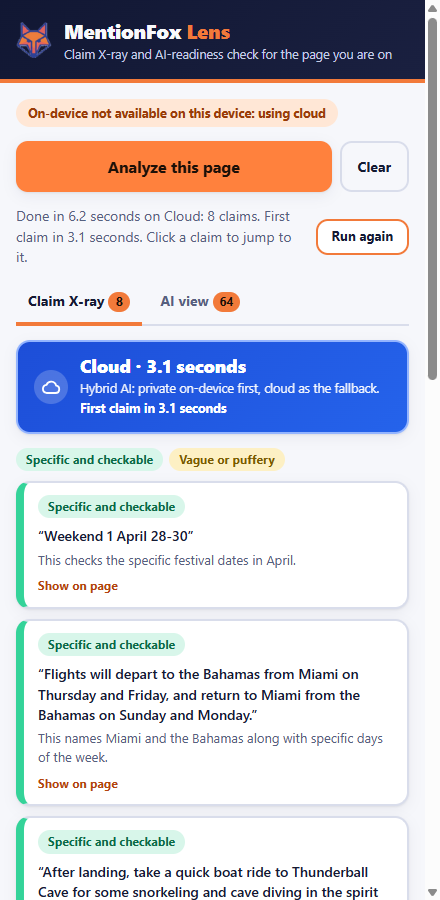 MentionFox Lens
Claim X-ray and AI-readiness check for the page you are on
On-device not available on this device: using cloud
Analyze this page
Clear
Done in 6.2 seconds on Cloud: 8 claims. First
claim in 3.1 seconds. Click a claim to jump to
it.
Run again
Claim X-ray 8
AI view 64
Cloud · 3.1 seconds
Hybrid AI: private on-device first, cloud as the fallback.
First claim in 3.1 seconds
Specific and checkable
Vague or puffery
Specific and checkable
“Weekend 1 April 28-30”
This checks the specific festival dates in April.
Show on page
Specific and checkable
“Flights will depart to the Bahamas from Miami on
Thursday and Friday, and return to Miami from the
Bahamas on Sunday and Monday.”
This names Miami and the Bahamas along with specific days
of the week.
Show on page
Specific and checkable
“After landing, take a quick boat ride to Thunderball
Cave for some snorkeling and cave diving in the spirit